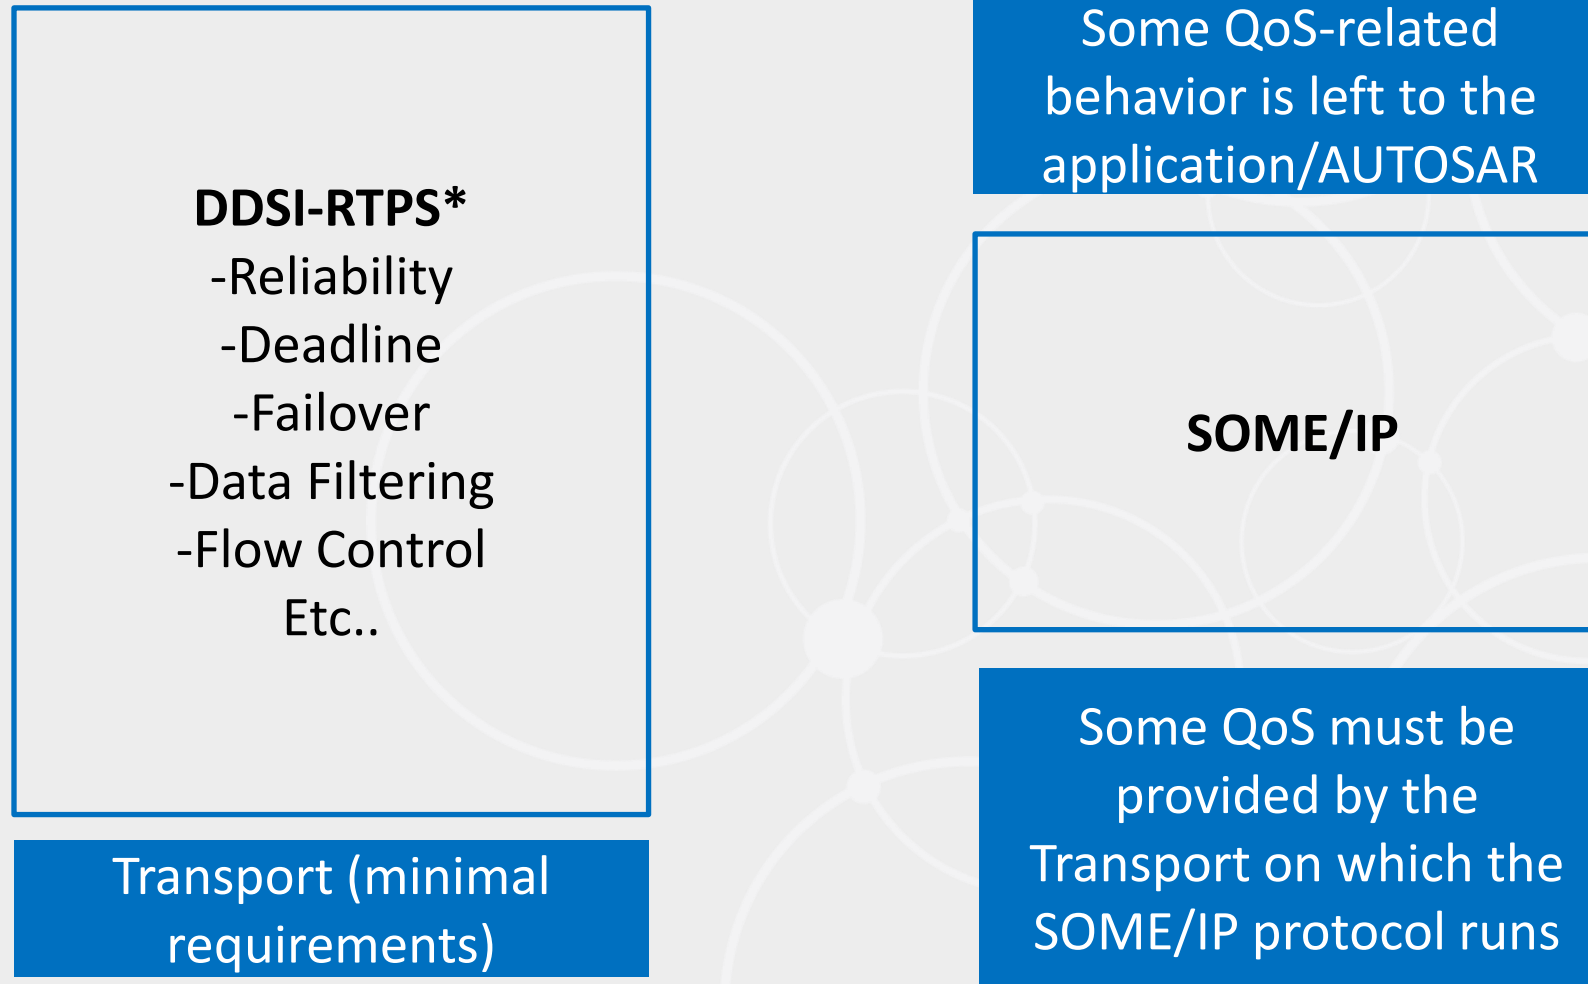 DDSI-RTPS*
-Reliability
-Deadline
-Failover
-Data Filtering
-Flow Control
Etc..
Transport (minimal
requirements)
Some QoS-related
behavior is left to the
application/AUTOSAR
SOME/IP
Some QoS must be
provided by the
Transport on which the
SOME/IP protocol runs